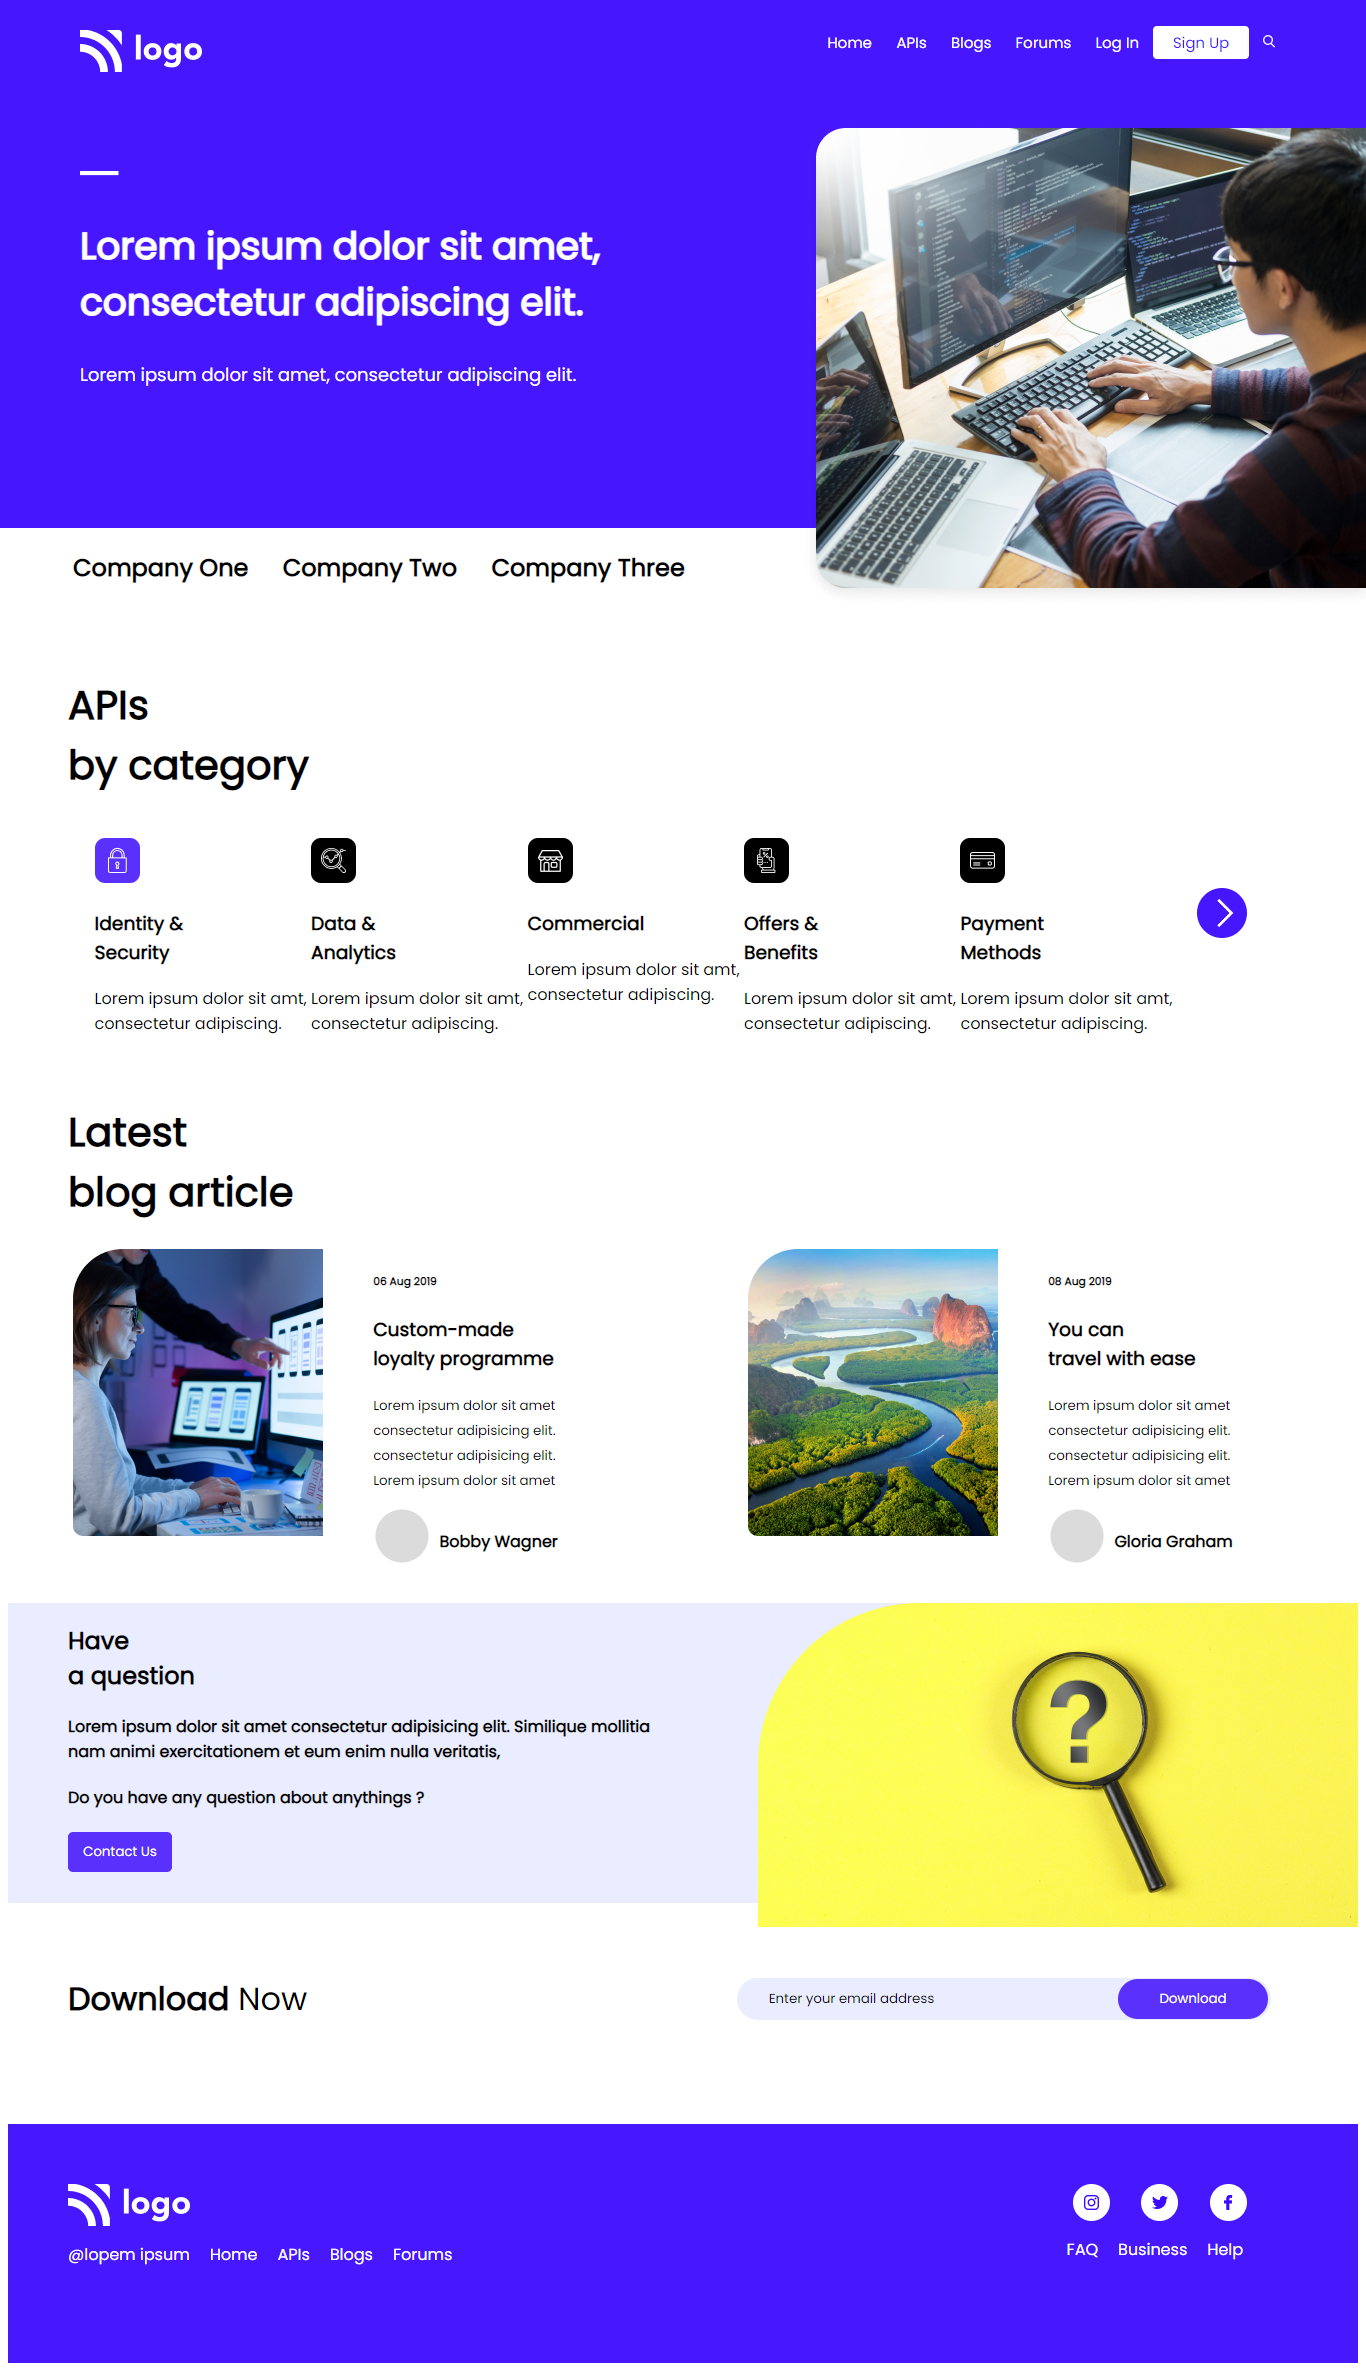 logo
Home APIs Blogs Forums Log In Sign Up
Lorem ipsum dolor sit amet,
consectetur adipiscing elit.
Lorem ipsum dolor sit amet, consectetur adipiscing elit.
Company One Company Two Company Three
APIs
by category
Identity &
Security
Lorem ipsum dolor sit amt,
consectetur adipiscing.
Data &
Analytics
Lorem ipsum dolor sit amt,
consectetur adipiscing.
Commercial
Lorem ipsum dolor sit amt,
consectetur adipiscing.
Offers &
Benefits
Lorem ipsum dolor sit amt,
consectetur adipiscing.
Payment
Methods
Lorem ipsum dolor sit amt,
consectetur adipiscing.
Latest
blog article
06 Aug 2019
Custom-made
loyalty programme
Lorem ipsum dolor sit amet
consectetur adipisicing elit.
consectetur adipisicing elit.
Lorem ipsum dolor sit amet
Bobby Wagner
08 Aug 2019
You can
travel with ease
Lorem ipsum dolor sit amet
consectetur adipisicing elit.
consectetur adipisicing elit.
Lorem ipsum dolor sit amet
Gloria Graham
Have
a question
Lorem ipsum dolor sit amet consectetur adipisicing elit. Similique mollitia
nam animi exercitationem et eum enim nulla veritatis,
Do you have any question about anythings ?
Contact Us
?
Download Now
Enter your email address
Download
logo
@lopem ipsum Home APIs Blogs Forums
FAQ Business Help